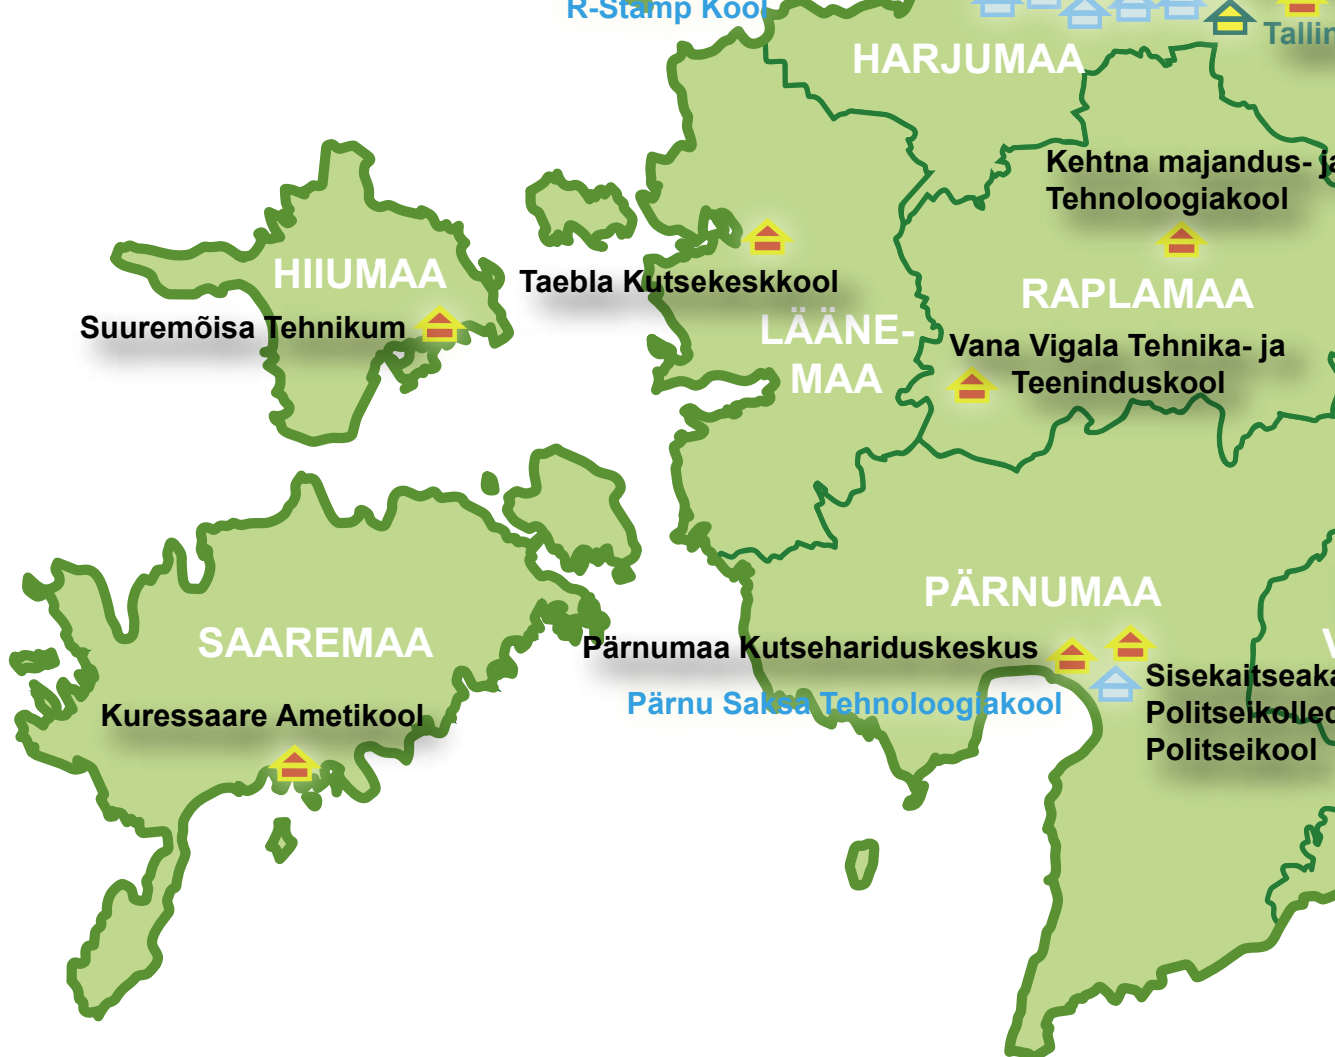 R-Stamp Kool
Tallin
HARJUMAA
Kehtna majandus- ja
Tehnoloogiakool
HIIUMAA
Taebla Kutsekeskkool
RAPLAMAA
Suuremõisa Tehnikum
LÄÄNE-
MAA
Vana Vigala Tehnika- ja
Teeninduskool
PÄRNUMAA
SAAREMAA
Pärnumaa Kutsehariduskeskus
Pärnu Saksa Tehnoloogiakool
V
Sisekaitseaka
Politseikolled
Politseikool
Kuressaare Ametikool